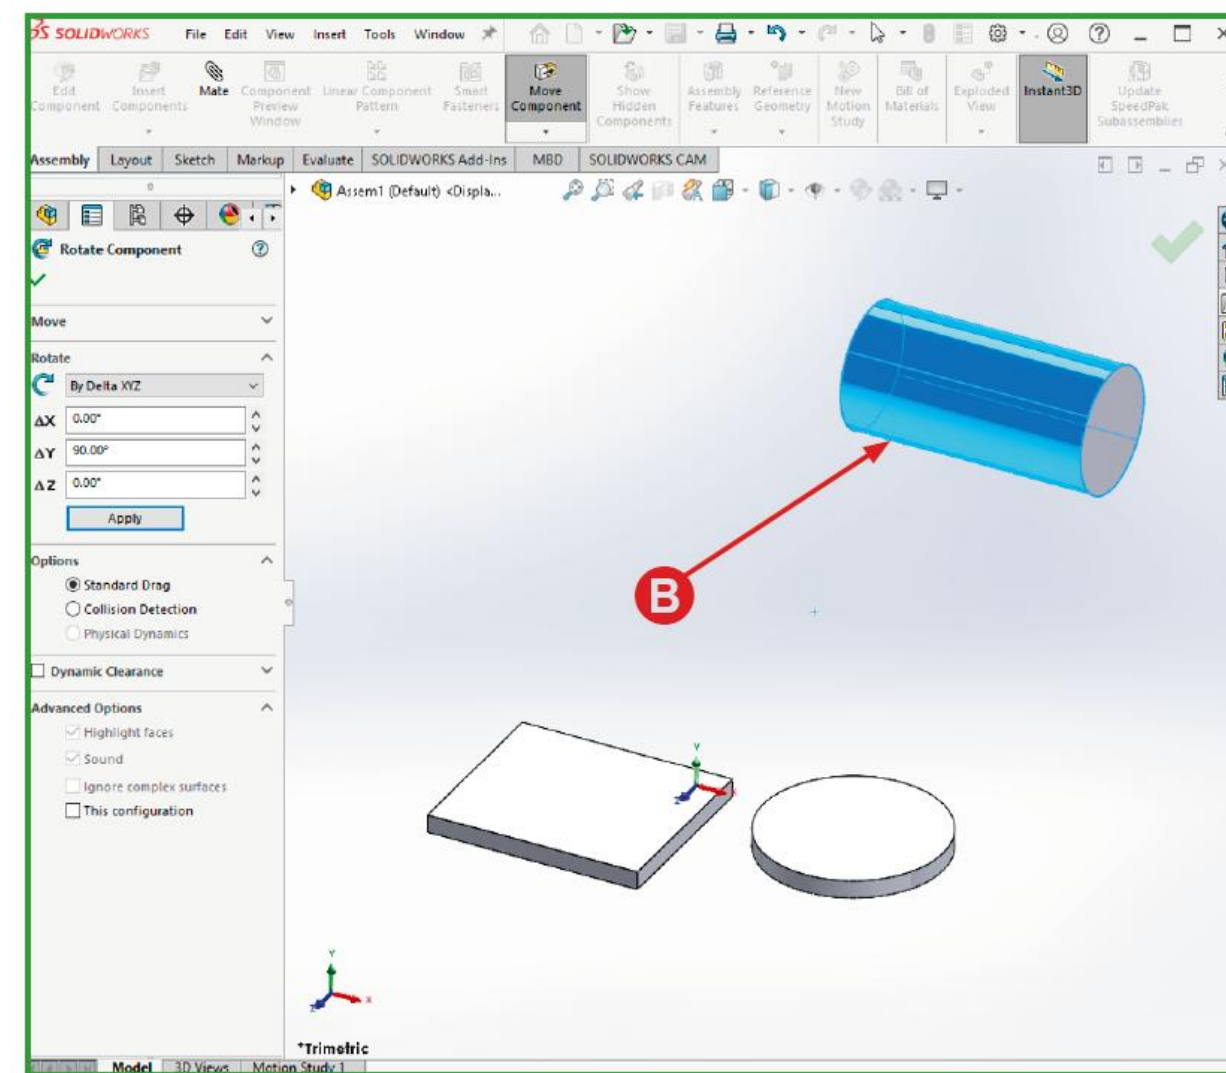 SOLIDWORKS File Edit View Insert Tools Window
Edit Component
Insert Components
Mate
Component Preview Window
Linear Component Pattern
Smart Fasteners
Move Component
Show Hidden Components
Assembly Features
Reference Geometry
New Motion Study
Bill of Materials
Exploded View
Instant3D
Update SpeedPak Subassemblies
Assembly Layout Sketch Markup Evaluate SOLIDWORKS Add-Ins MBD SOLIDWORKS CAM
Assem1 (Default) <Displa...
Rotate Component
Move
Rotate
By Delta XYZ
ΔX 0.00°
ΔY 90.00°
ΔZ 0.00°
Apply
Options
Standard Drag
Collision Detection
Physical Dynamics
Dynamic Clearance
Advanced Options
Highlight faces
Sound
Ignore complex surfaces
This configuration
B
Y
X
Z
Y
X
Z
*Trimetric
Model 3D Views Motion Study 1